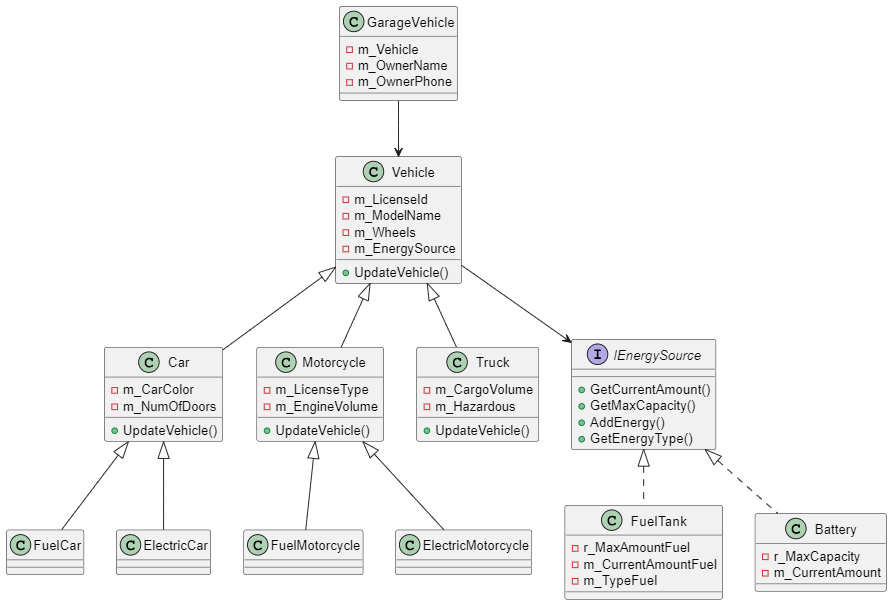 C GarageVehicle
m_Vehicle
m_OwnerName
m_OwnerPhone
C Vehicle
m_LicenseId
m_ModelName
m_Wheels
m_EnergySource
UpdateVehicle()
C Car
m_CarColor
m_NumOfDoors
UpdateVehicle()
C Motorcycle
m_LicenseType
m_EngineVolume
UpdateVehicle()
C Truck
m_CargoVolume
m_Hazardous
UpdateVehicle()
I IEnergySource
GetCurrentAmount()
GetMaxCapacity()
AddEnergy()
GetEnergyType()
C FuelCar
C ElectricCar
C FuelMotorcycle
C ElectricMotorcycle
C FuelTank
r_MaxAmountFuel
m_CurrentAmountFuel
m_TypeFuel
C Battery
r_MaxCapacity
m_CurrentAmount